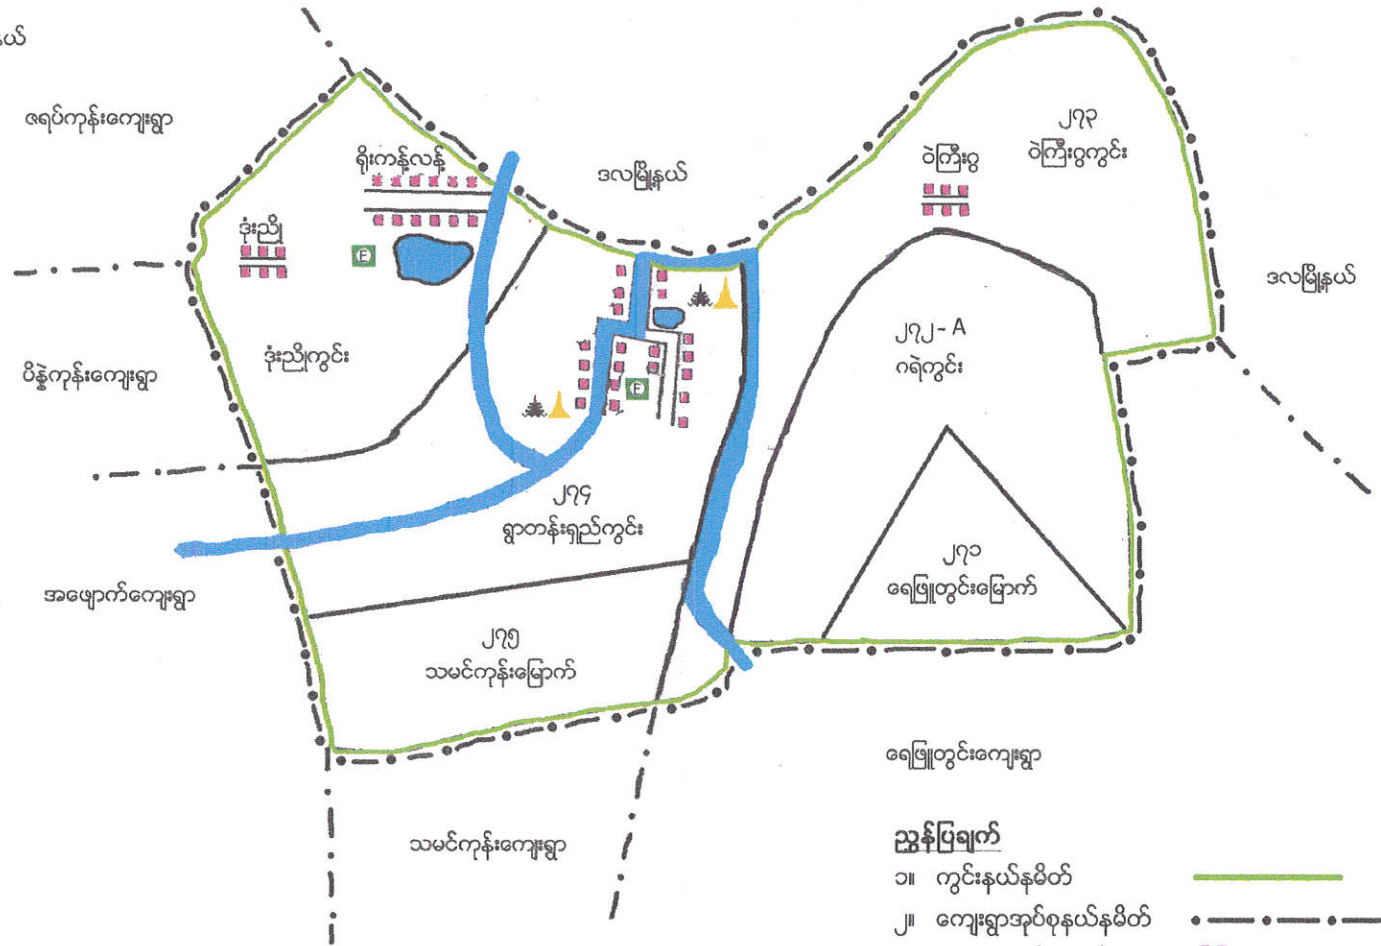 ဇရပ်ကုန်းကျေးရွာ
ရိုးကန့်လန့်
ဒလမြို့နယ်
ဝဲကြီးဂွ
၂၇၃
ဝဲကြီးဂွကွင်း
ဒုံးညို
ဒလမြို့နယ်
E
၂၇၂ - A
ဂရဲကွင်း
ဒုံးညိုကွင်း
ပိန္နဲကုန်းကျေးရွာ
E
၂၇၄
ရွာတန်းရှည်ကွင်း
၂၇၁
ရေဖြူတွင်းမြောက်
အဖျောက်ကျေးရွာ
၂၇၅
သမင်ကုန်းမြောက်
ရေဖြူတွင်းကျေးရွာ
သမင်ကုန်းကျေးရွာ
ညွှန်ပြချက်
၁။ ကွင်းနယ်နမိတ်
၂။ ကျေးရွာအုပ်စုနယ်နမိတ်